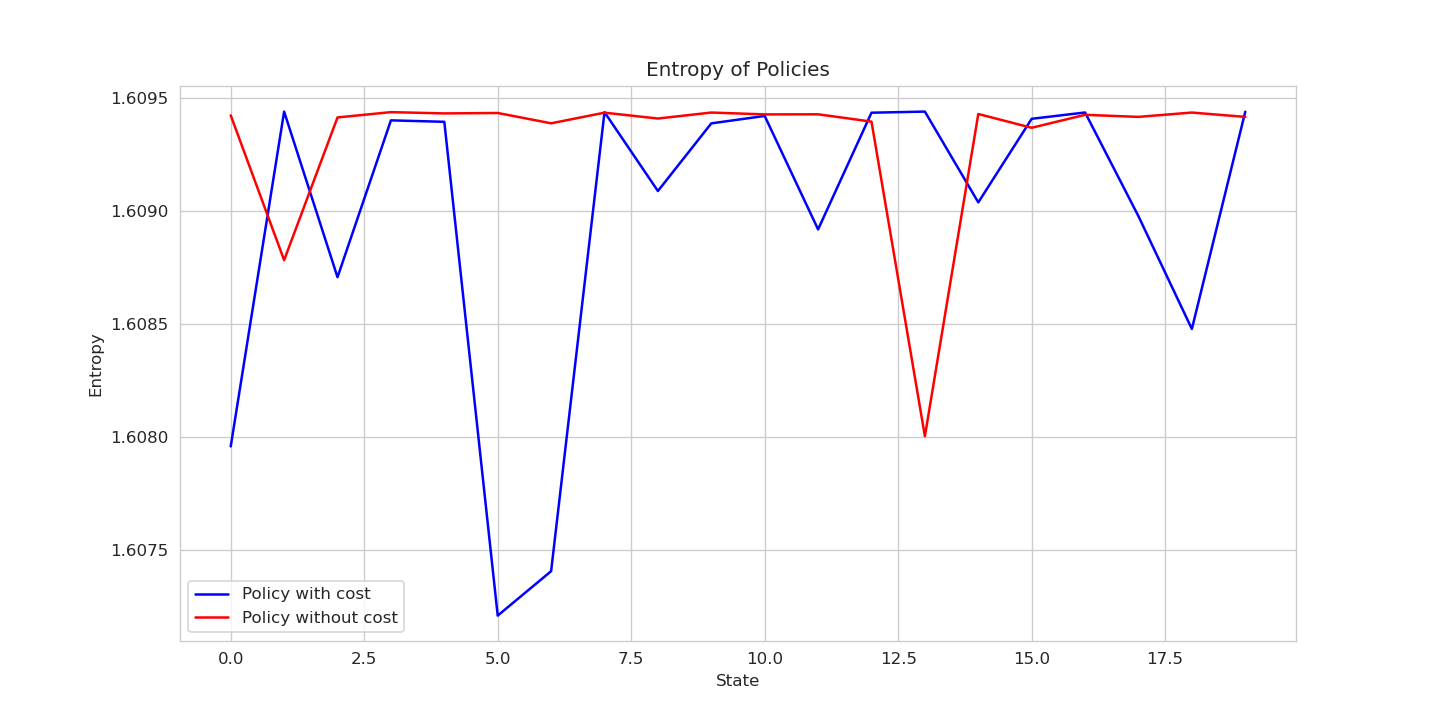 Entropy of Policies
1.6095
1.6090
1.6085
1.6080
1.6075
Entropy
Policy with cost
Policy without cost
0.0 2.5 5.0 7.5 10.0 12.5 15.0 17.5
State